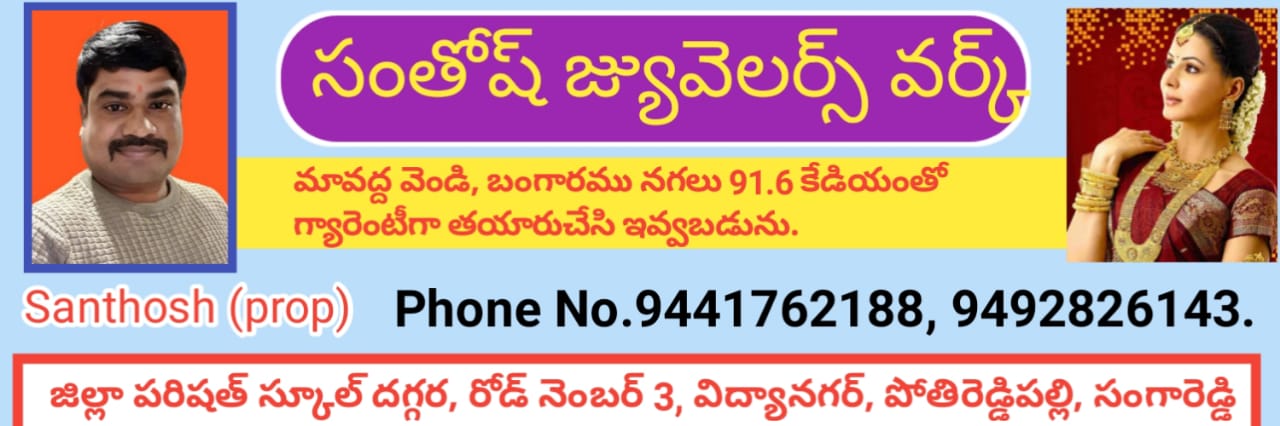 సంతోష్ జ్యువెలర్స్ వర్క్
మావద్ద వెండి, బంగారము నగలు 91.6 కేడియంతో
గ్యారెంటీగా తయారుచేసి ఇవ్వబడును.
Santhosh (prop) Phone No.9441762188, 9492826143.
జిల్లా పరిషత్ స్కూల్ దగ్గర, రోడ్ నెంబర్ 3, విద్యానగర్, పోతిరెడ్డిపల్లి, సంగారెడ్డి